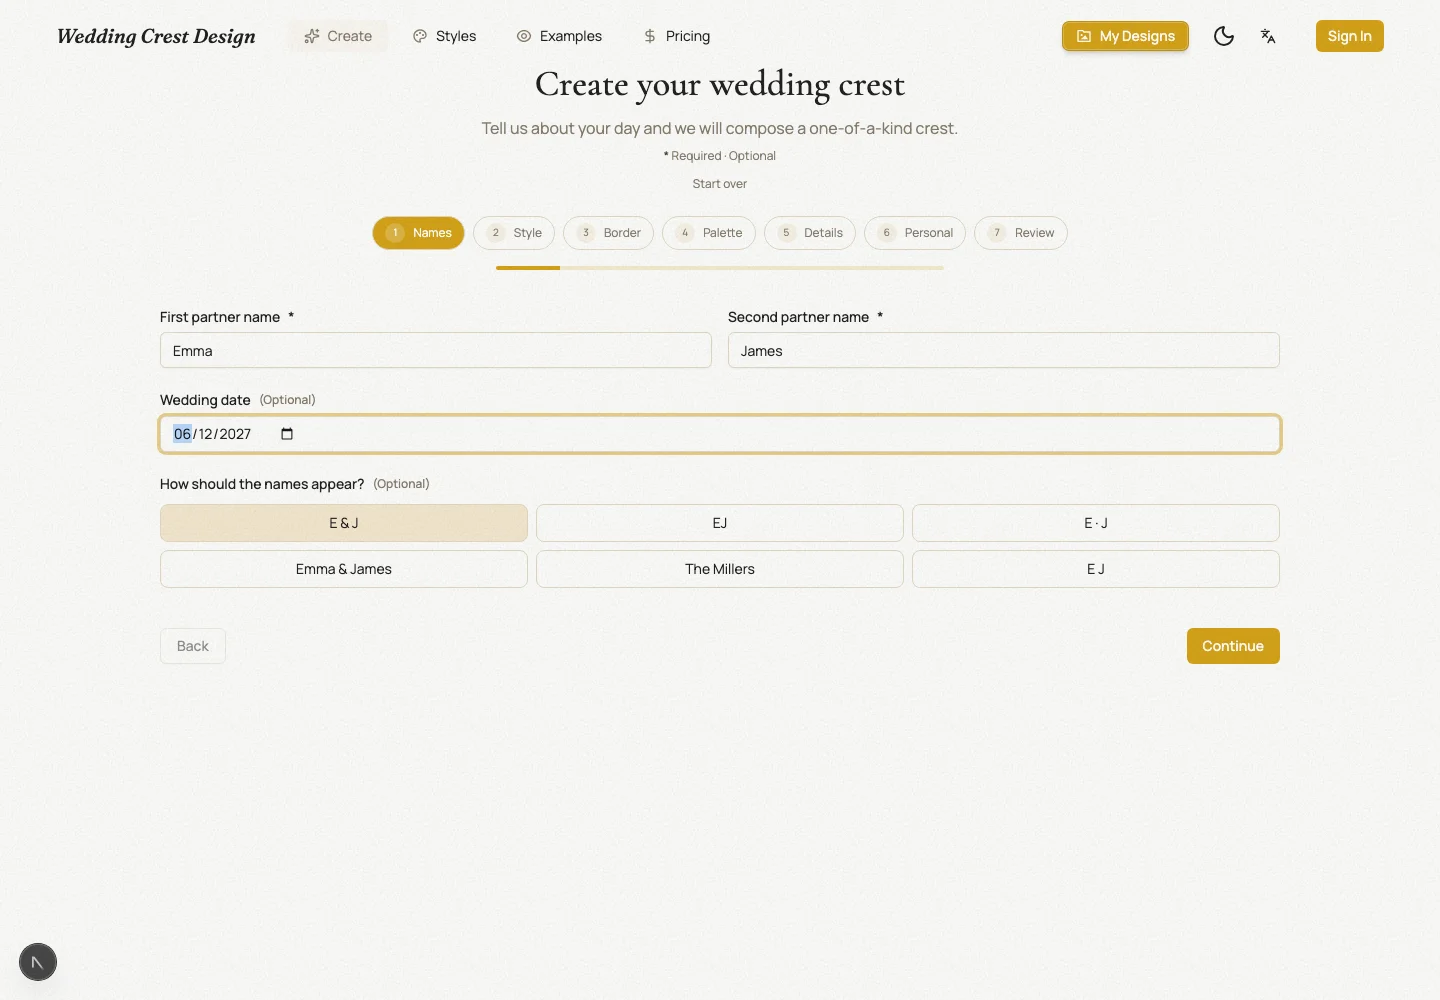 Wedding Crest Design
Create
Styles
Examples
Pricing
My Designs
Sign In
Create your wedding crest
Tell us about your day and we will compose a one-of-a-kind crest.
* Required · Optional
Start over
1 Names
2 Style
3 Border
4 Palette
5 Details
6 Personal
7 Review
First partner name *
Second partner name *
Emma
James
Wedding date (Optional)
06/12/2027
How should the names appear? (Optional)
E & J
EJ
E · J
Emma & James
The Millers
E J
Back
Continue